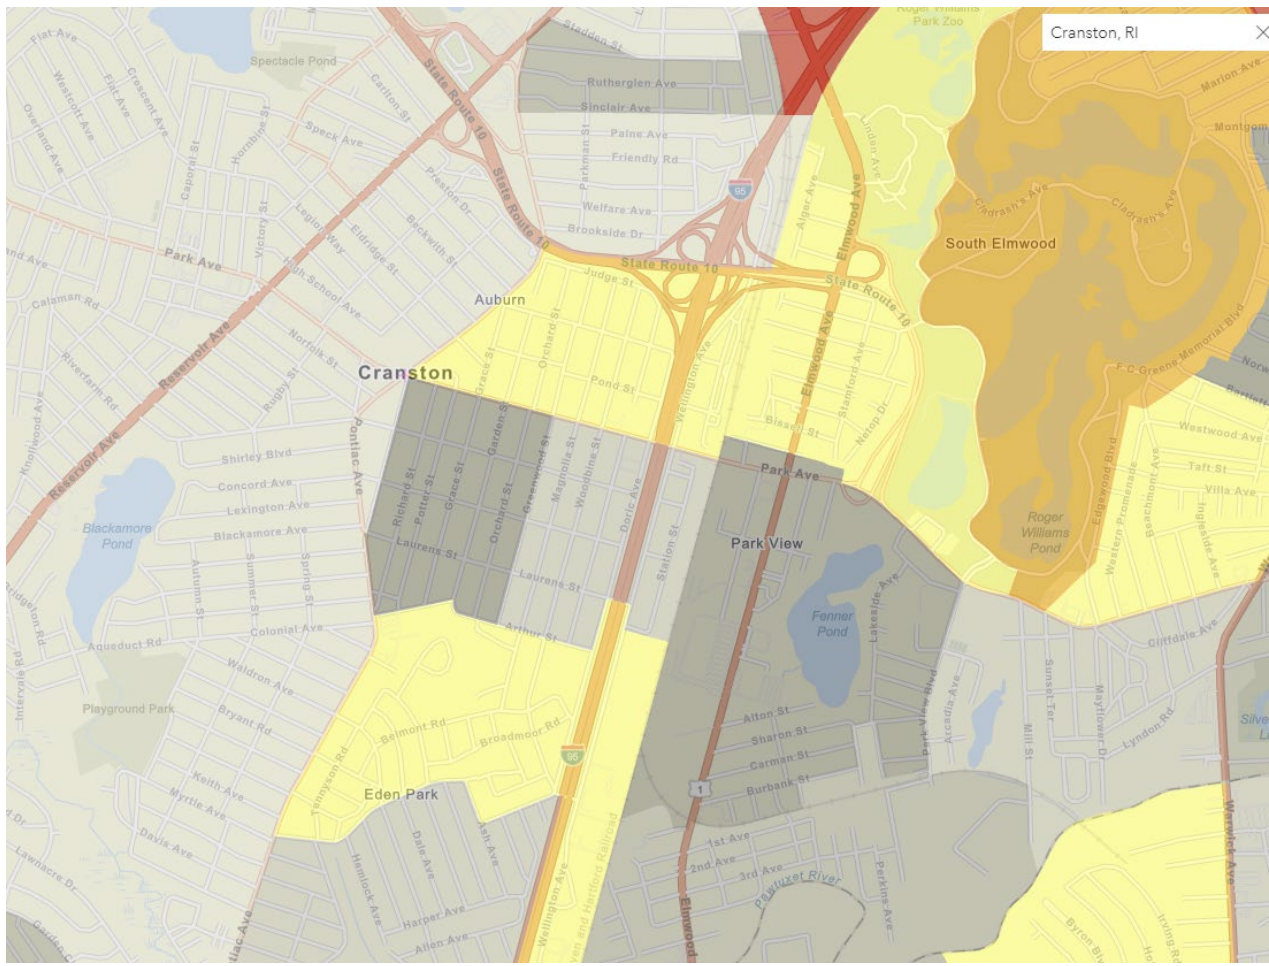 Roger Williams
Park Zoo
Cranston, RI
Stadden St
Flat Ave
Spectacle Pond
Carlton St
Crescent Ave
Flat Ave
Westcott Ave
Overland Ave
State Route 10
Rutherglen Ave
Sinclair Ave
Marion Ave
Hornbine St
Speck Ave
Caporal St
Paine Ave
Parkman St
Friendly Rd
Linden Ave
Preston Dr
95
Alger Ave
Elmwood Ave
Cladrash's Ave
Cladrash's Ave
Victory St
Legion Way
Eldridge St
Beckwith St
Welfare Ave
Brookside Dr
State Route 10
South Elmwood
Park Ave
High School Ave
State Route 10
Judge St
State Route 10
Calaman Rd
Auburn
Reservoir Ave
Norfolk St
Orchard St
Grace St
Wellington Ave
Elmwood Ave
Stamford Ave
F C Greene Memorial Blvd
Riverfarm Rd
Rugby St
Cranston
Pond St
Netop Dr
Knollwood Ave
Reservoir Ave
Pontiac Ave
Garden St
Greenwood St
Magnolia St
Woodbine St
Westwood Ave
Shirley Blvd
Park Ave
Taft St
Concord Ave
Richard St
Potter St
Grace St
Orchard St
Doric Ave
Edgewood Blvd
Western Promenade
Beachmont Ave
Villa Ave
Ingleside Ave
Lexington Ave
Blackamore
Pond
Blackamore Ave
Laurens St
Station St
Park View
Roger
Williams
Pond
Autumn St
Summer St
Spring St
Laurens St
Fenner
Pond
Lakeside Ave
Aqueduct Rd
Colonial Ave
Arthur St
Cliffdale Ave
Intervale Rd
Waldron Ave
Playground Park
Bryant Rd
Belmont Rd
Broadmoor Rd
Alton St
Sharon St
Carman St
Burbank St
Park View Blvd
Arcadia Ave
Sunset Ter
Mayflower Dr
Lyndon Rd
Mill St
95
1
Tennyson Rd
Eden Park
Keith Ave
Myrtle Ave
Davis Ave
Lawnacre Dr
Hemlock Ave
Dale Ave
Ash Ave
1st Ave
2nd Ave
3rd Ave
Pawtuxet River
Perkins Ave
Warwick Ave
Harper Ave
Allen Ave
Wellington Ave
Elmwood
Byron Blv
Irving Rd